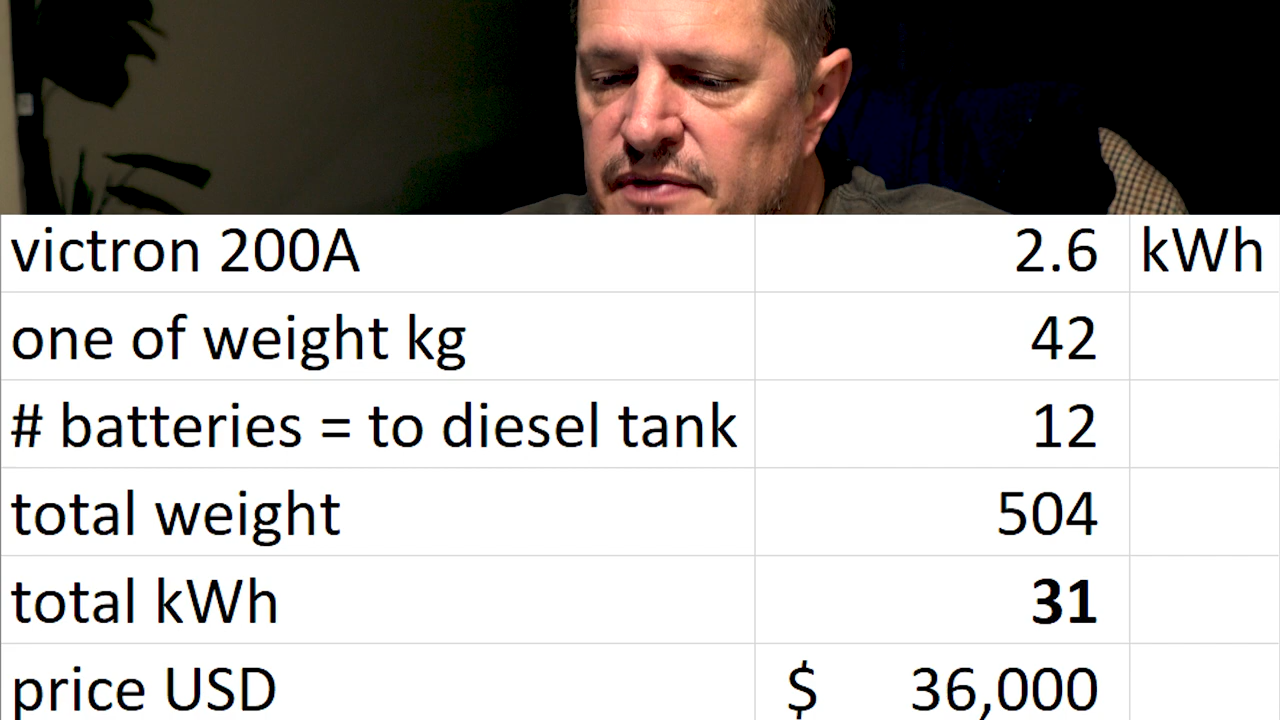 victron 200A 2.6 kWh
one of weight kg 42
# batteries = to diesel tank 12
total weight 504
total kWh 31
price USD $ 36,000